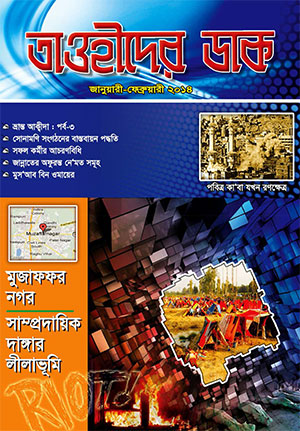 তাওহীদের ডাক
জানুয়ারী-ফেব্রুয়ারী ২০১৪
ভ্রান্ত আক্বীদা : পর্ব-৩
সোনামণি সংগঠনের বাস্তবায়ন পদ্ধতি
সফল কর্মীর আচরণবিধি
জান্নাতের অফুরন্ত নে'মত সমূহ
মুস'আব বিন ওমায়ের
পবিত্র কা'বা যখন রণক্ষেত্র
Muzaffarnagar
মুজাফফর
নগর
সাম্প্রদায়িক
দাঙ্গার
লীলাভূমি
RIOT